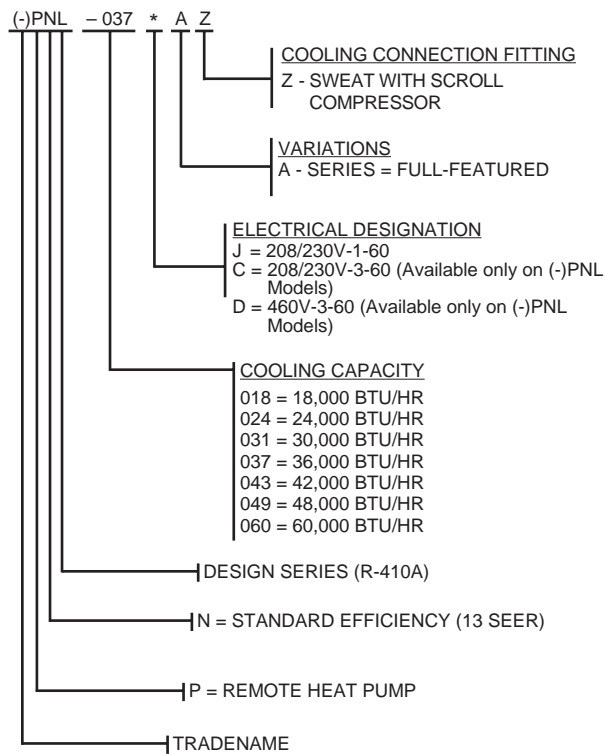 (-)PNL – 037 * A Z
COOLING CONNECTION FITTING
Z - SWEAT WITH SCROLL
COMPRESSOR
VARIATIONS
A - SERIES = FULL-FEATURED
ELECTRICAL DESIGNATION
J = 208/230V-1-60
C = 208/230V-3-60 (Available only on (-)PNL
Models)
D = 460V-3-60 (Available only on (-)PNL
Models)
COOLING CAPACITY
018 = 18,000 BTU/HR
024 = 24,000 BTU/HR
031 = 30,000 BTU/HR
037 = 36,000 BTU/HR
043 = 42,000 BTU/HR
049 = 48,000 BTU/HR
060 = 60,000 BTU/HR
DESIGN SERIES (R-410A)
N = STANDARD EFFICIENCY (13 SEER)
P = REMOTE HEAT PUMP
TRADENAME